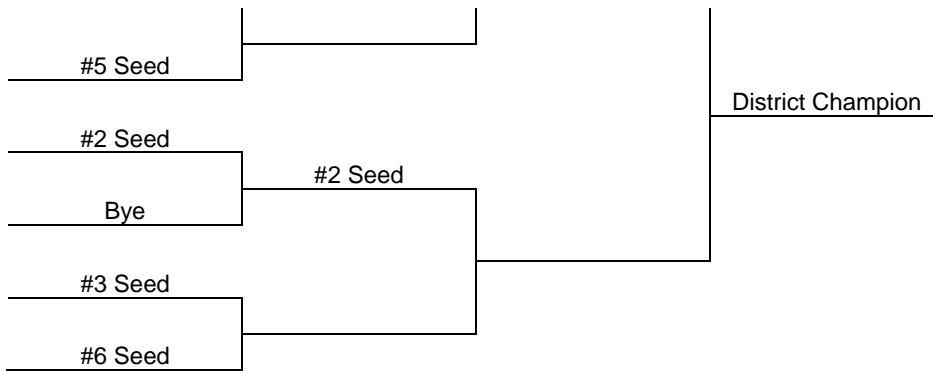 #5 Seed
District Champion
#2 Seed
#2 Seed
Bye
#3 Seed
#6 Seed